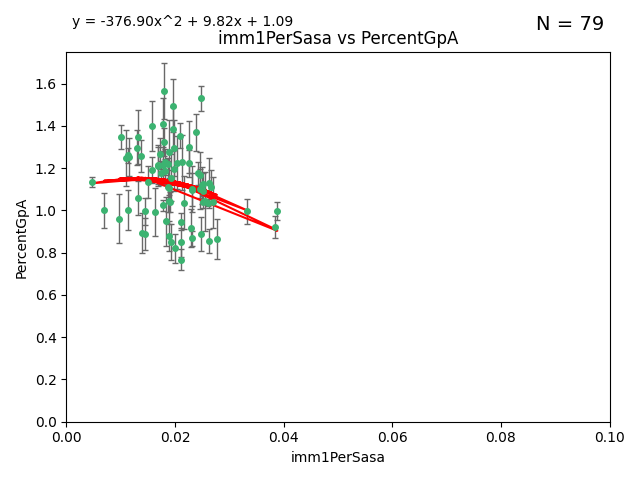 y = -376.90x^2 + 9.82x + 1.09
N = 79
imm1PerSasa vs PercentGpA
PercentGpA
1.6
1.4
1.2
1.0
0.8
0.6
0.4
0.2
0.0
0.00 0.02 0.04 0.06 0.08 0.10
imm1PerSasa